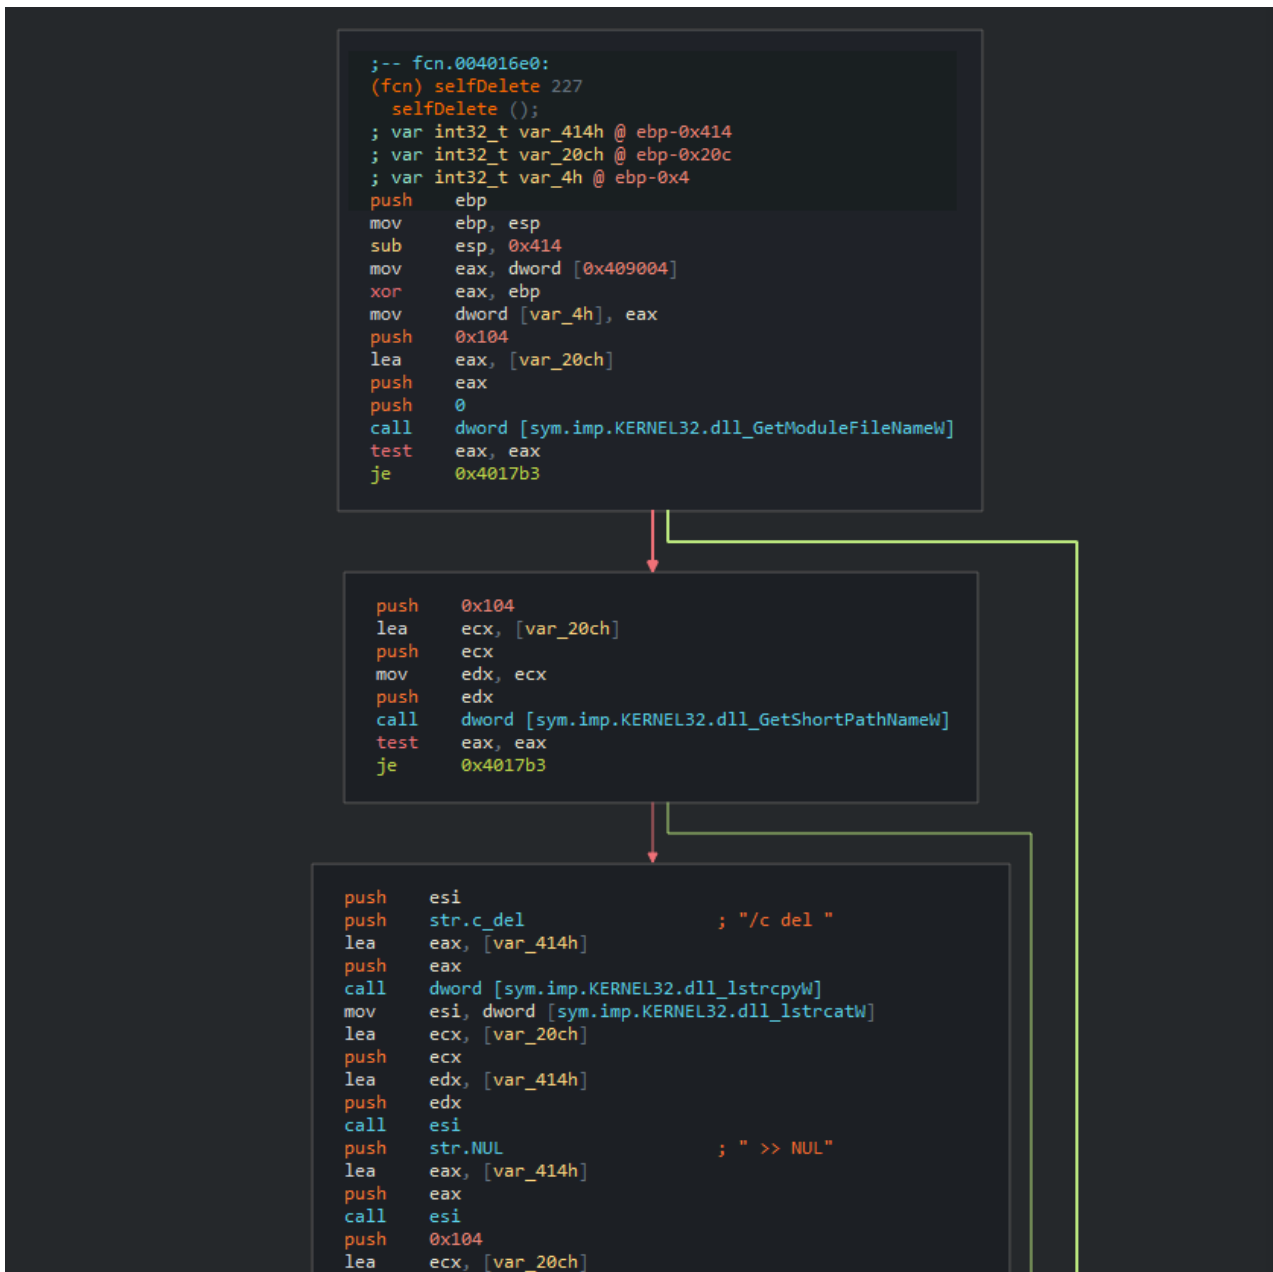 ;-- fcn.004016e0:
(fcn) selfDelete 227
selfDelete ();
; var int32_t var_414h @ ebp-0x414
; var int32_t var_20ch @ ebp-0x20c
; var int32_t var_4h @ ebp-0x4
push ebp
mov ebp, esp
sub esp, 0x414
mov eax, dword [0x409004]
xor eax, ebp
mov dword [var_4h], eax
push 0x104
lea eax, [var_20ch]
push eax
push 0
call dword [sym.imp.KERNEL32.dll_GetModuleFileNameW]
test eax, eax
je 0x4017b3
push 0x104
lea ecx, [var_20ch]
push ecx
mov edx, ecx
push edx
call dword [sym.imp.KERNEL32.dll_GetShortPathNameW]
test eax, eax
je 0x4017b3
push esi
push str.c_del ; "/c del "
lea eax, [var_414h]
push eax
call dword [sym.imp.KERNEL32.dll_lstrcpyW]
mov esi, dword [sym.imp.KERNEL32.dll_lstrcatW]
lea ecx, [var_20ch]
push ecx
lea edx, [var_414h]
push edx
call esi
push str.NUL ; " >> NUL"
lea eax, [var_414h]
push eax
call esi
push 0x104
lea ecx, [var_20ch]